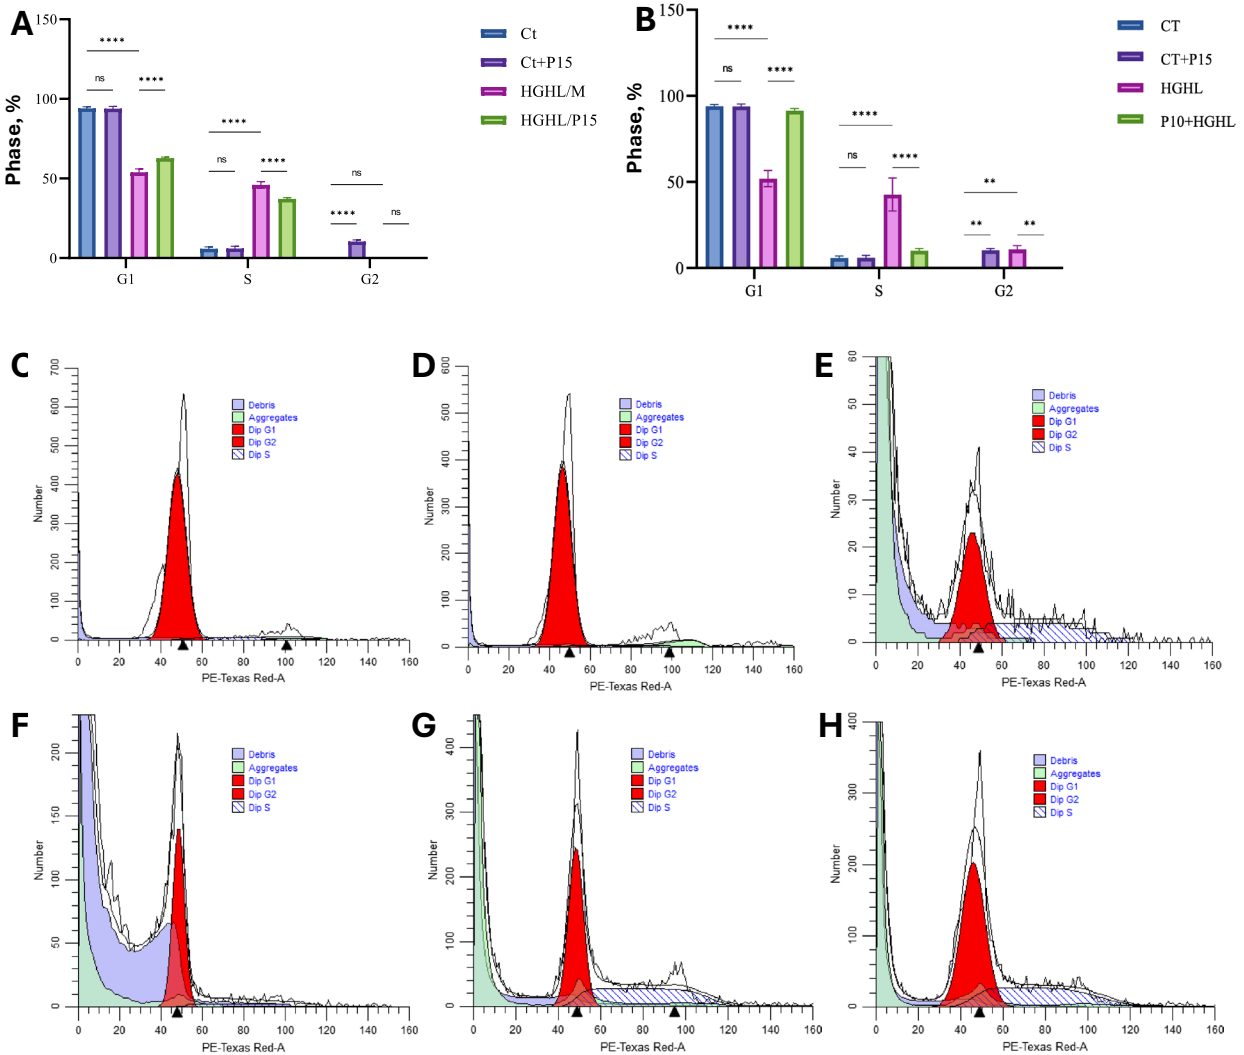 A
150
100
50
0
Phase, %
****
ns
****
****
ns
****
ns
****
ns
G1
S
G2
Ct
Ct+P15
HGHL/M
HGHL/P15
B
150
100
50
0
Phase, %
****
ns
****
****
ns
****
**
**
**
G1
S
G2
CT
CT+P15
HGHL
P10+HGHL
C
700
600
500
400
300
200
100
0
Number
Debris
Aggregates
Dip G1
Dip G2
Dip S
0 20 40 60 80 100 120 140 160
PE-Texas Red-A
D
600
500
400
300
200
100
0
Number
Debris
Aggregates
Dip G1
Dip G2
Dip S
0 20 40 60 80 100 120 140 160
PE-Texas Red-A
E
60
50
40
30
20
10
0
Number
Debris
Aggregates
Dip G1
Dip G2
Dip S
0 20 40 60 80 100 120 140 160
PE-Texas Red-A
F
200
150
100
50
0
Number
Debris
Aggregates
Dip G1
Dip G2
Dip S
0 20 40 60 80 100 120 140 160
PE-Texas Red-A
G
400
300
200
100
0
Number
Debris
Aggregates
Dip G1
Dip G2
Dip S
0 20 40 60 80 100 120 140 160
PE-Texas Red-A
H
400
300
200
100
0
Number
Debris
Aggregates
Dip G1
Dip G2
Dip S
0 20 40 60 80 100 120 140 160
PE-Texas Red-A